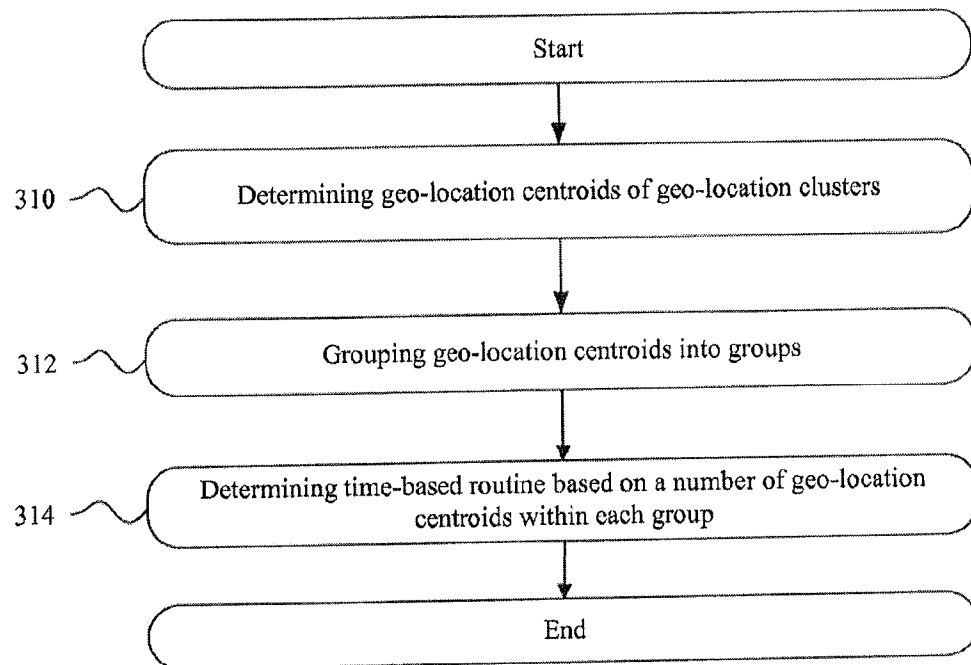 Start
310
Determining geo-location centroids of geo-location clusters
312
Grouping geo-location centroids into groups
314
Determining time-based routine based on a number of geo-location
centroids within each group
End